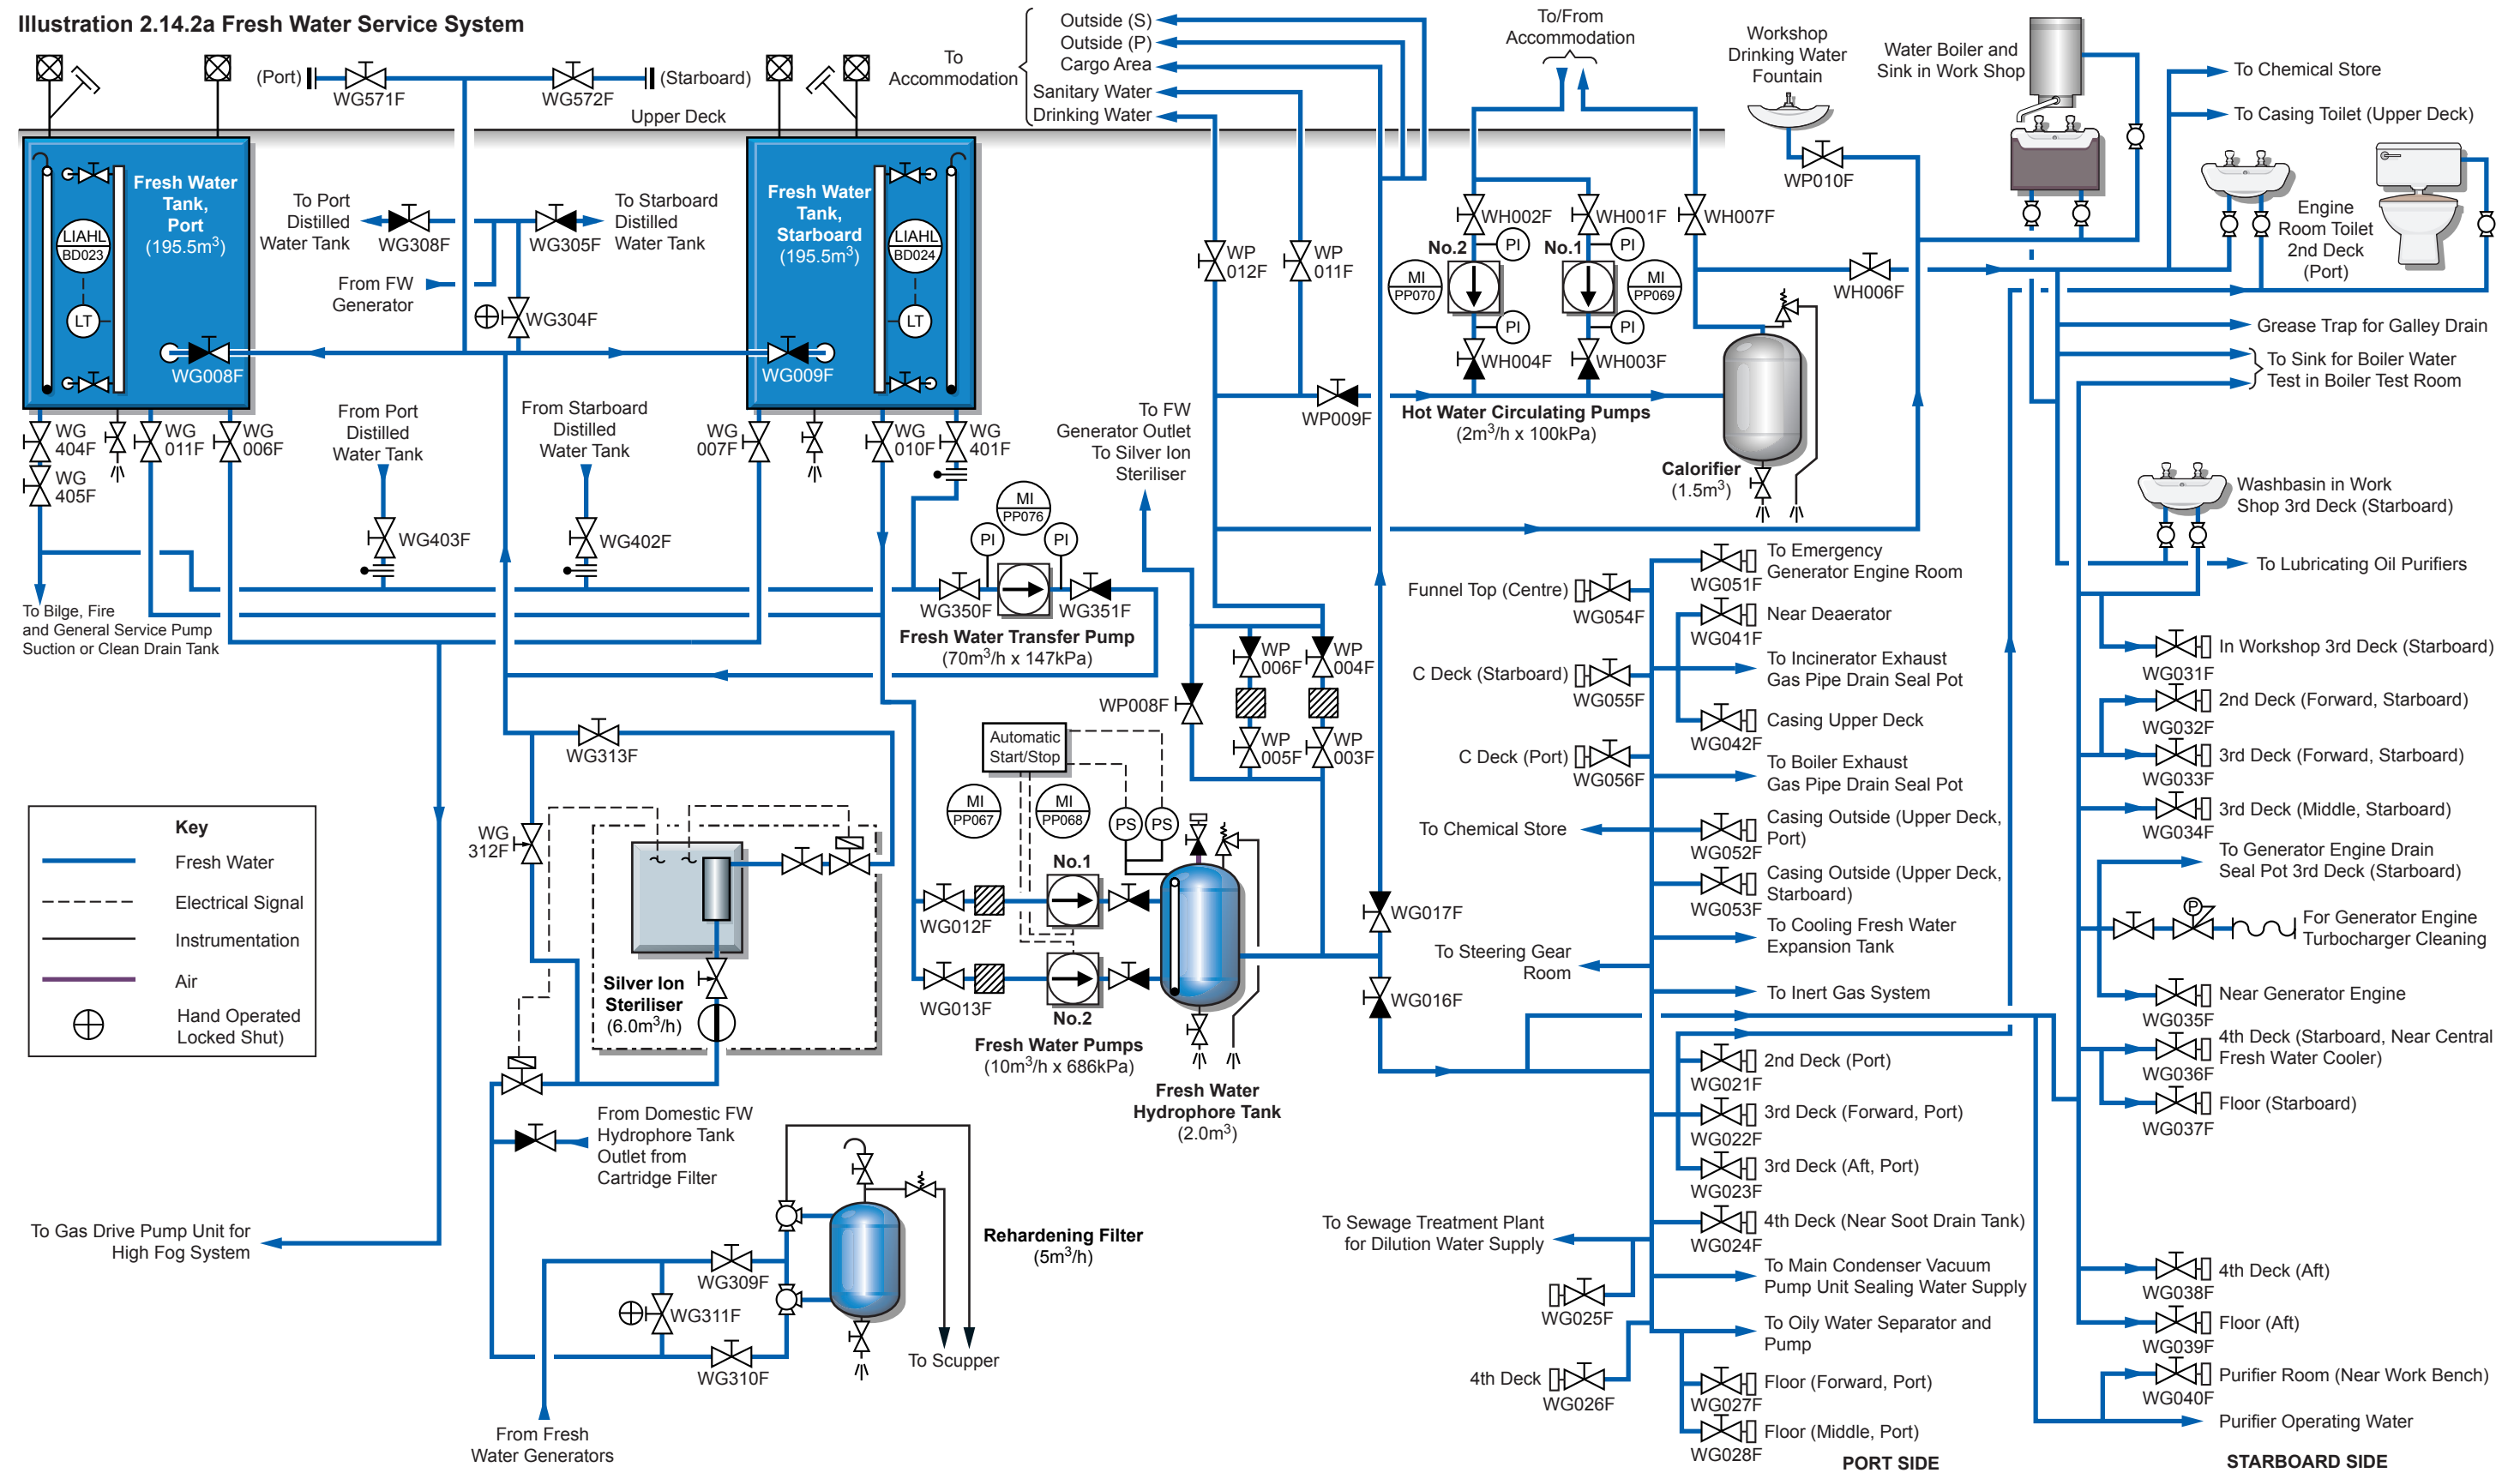 Illustration 2.14.2a Fresh Water Service System
(Port)
WG571F
WG572F
(Starboard)
Upper Deck
To
Accommodation
Outside (S)
Outside (P)
Cargo Area
Sanitary Water
Drinking Water
To/From
Accommodation
Workshop
Drinking Water
Fountain
WP010F
Water Boiler and
Sink in Work Shop
To Chemical Store
To Casing Toilet (Upper Deck)
Engine
Room Toilet
2nd Deck
(Port)
Fresh Water
Tank,
Port
(195.5m³)
LIAHL
BD023
LT
WG008F
To Port
Distilled
Water Tank
WG308F
WG305F
To Starboard
Distilled
Water Tank
From FW
Generator
WG304F
Fresh Water
Tank,
Starboard
(195.5m³)
LIAHL
BD024
LT
WG009F
WP
012F
WP
011F
WH002F
WH001F
WH007F
No.2
PI
No.1
PI
MI
PP070
MI
PP069
PI
PI
WH004F
WH003F
WH006F
WP009F
Hot Water Circulating Pumps
(2m³/h x 100kPa)
Calorifier
(1.5m³)
Grease Trap for Galley Drain
To Sink for Boiler Water
Test in Boiler Test Room
WG
404F
WG
405F
WG
011F
WG
006F
From Port
Distilled
Water Tank
WG403F
From Starboard
Distilled
Water Tank
WG402F
WG
007F
WG
010F
WG
401F
To FW
Generator Outlet
To Silver Ion
Steriliser
MI
PP076
PI
PI
WG350F
WG351F
Fresh Water Transfer Pump
(70m³/h x 147kPa)
To Bilge, Fire
and General Service Pump
Suction or Clean Drain Tank
Washbasin in Work
Shop 3rd Deck (Starboard)
To Lubricating Oil Purifiers
WP
006F
WP
004F
WP008F
WP
005F
WP
003F
Automatic
Start/Stop
MI
PP067
MI
PP068
PS
PS
No.1
WG012F
WG013F
No.2
Fresh Water Pumps
(10m³/h x 686kPa)
Fresh Water
Hydrophore Tank
(2.0m³)
WG017F
WG016F
WG313F
WG
312F
Silver Ion
Steriliser
(6.0m³/h)
Key
Fresh Water
Electrical Signal
Instrumentation
Air
Hand Operated
Locked Shut)
From Domestic FW
Hydrophore Tank
Outlet from
Cartridge Filter
To Gas Drive Pump Unit for
High Fog System
WG309F
WG311F
WG310F
Rehardening Filter
(5m³/h)
To Scupper
From Fresh
Water Generators
Funnel Top (Centre)
WG054F
C Deck (Starboard)
WG055F
C Deck (Port)
WG056F
To Chemical Store
To Steering Gear
Room
To Sewage Treatment Plant
for Dilution Water Supply
WG025F
4th Deck
WG026F
To Emergency
Generator Engine Room
WG051F
Near Deaerator
WG041F
To Incinerator Exhaust
Gas Pipe Drain Seal Pot
Casing Upper Deck
WG042F
To Boiler Exhaust
Gas Pipe Drain Seal Pot
Casing Outside (Upper Deck,
Port)
WG052F
Casing Outside (Upper Deck,
Starboard)
WG053F
To Cooling Fresh Water
Expansion Tank
To Inert Gas System
2nd Deck (Port)
WG021F
3rd Deck (Forward, Port)
WG022F
3rd Deck (Aft, Port)
WG023F
4th Deck (Near Soot Drain Tank)
WG024F
To Main Condenser Vacuum
Pump Unit Sealing Water Supply
To Oily Water Separator and
Pump
Floor (Forward, Port)
WG027F
Floor (Middle, Port)
WG028F
PORT SIDE
In Workshop 3rd Deck (Starboard)
WG031F
2nd Deck (Forward, Starboard)
WG032F
3rd Deck (Forward, Starboard)
WG033F
3rd Deck (Middle, Starboard)
WG034F
To Generator Engine Drain
Seal Pot 3rd Deck (Starboard)
P
For Generator Engine
Turbocharger Cleaning
Near Generator Engine
WG035F
4th Deck (Starboard, Near Central
Fresh Water Cooler)
WG036F
Floor (Starboard)
WG037F
4th Deck (Aft)
WG038F
Floor (Aft)
WG039F
Purifier Room (Near Work Bench)
WG040F
Purifier Operating Water
STARBOARD SIDE